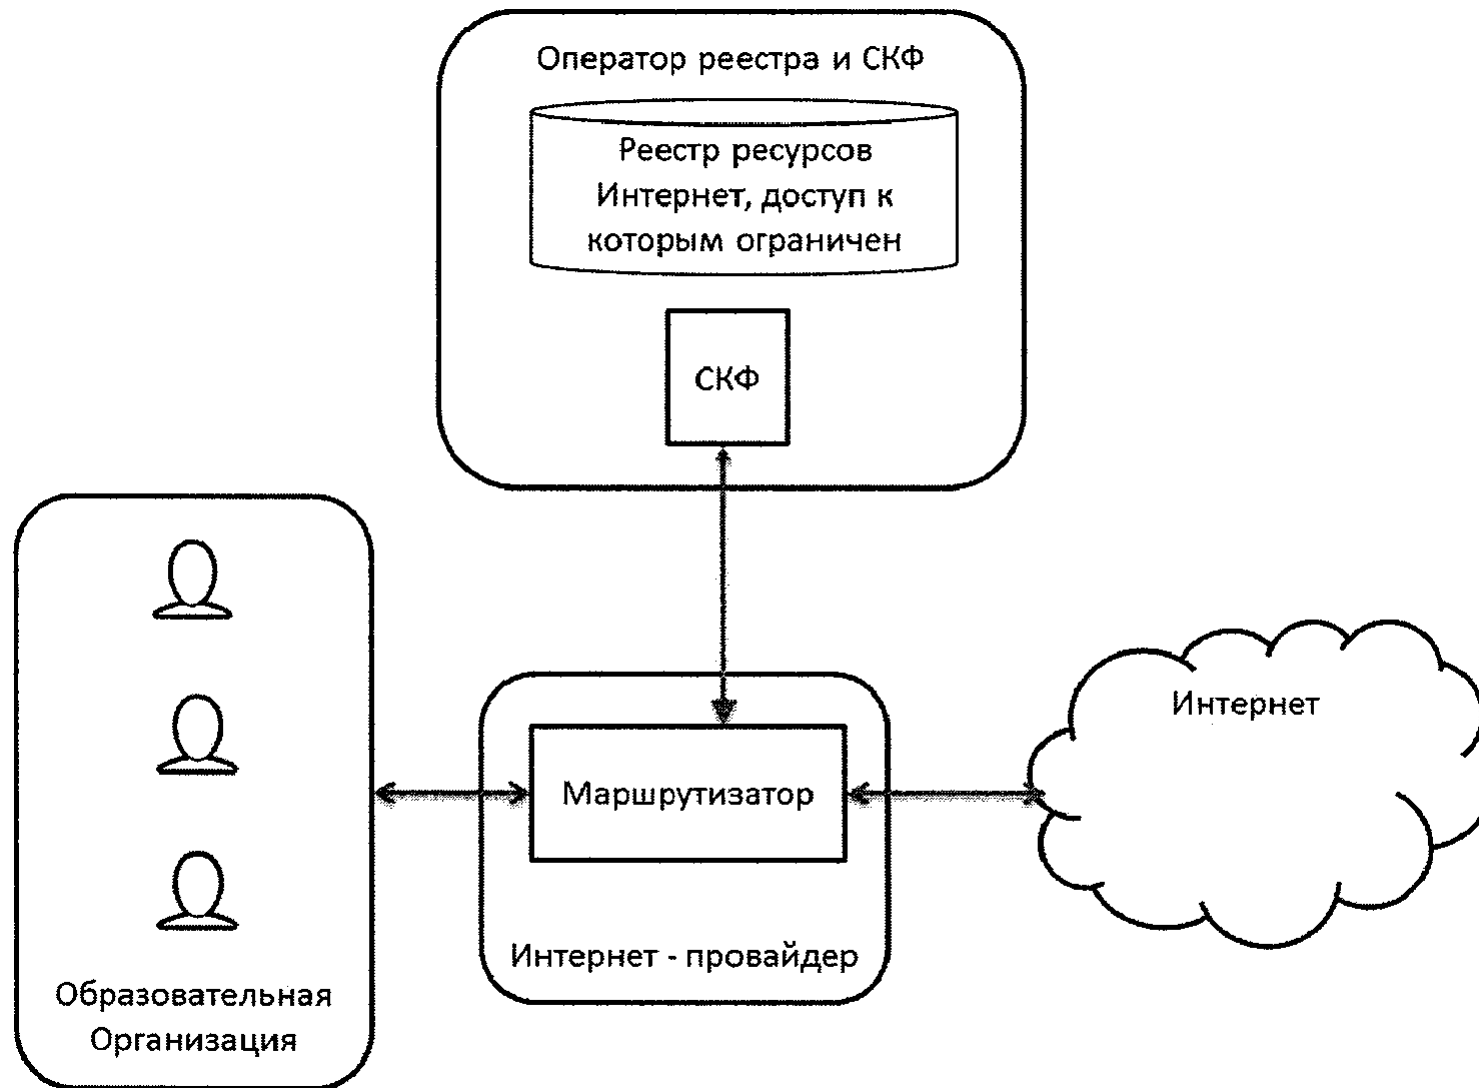 Оператор реестра и СКФ
Реестр ресурсов
Интернет, доступ к
которым ограничен
СКФ
Интернет
Маршрутизатор
Интернет - провайдер
Образовательная
Организация